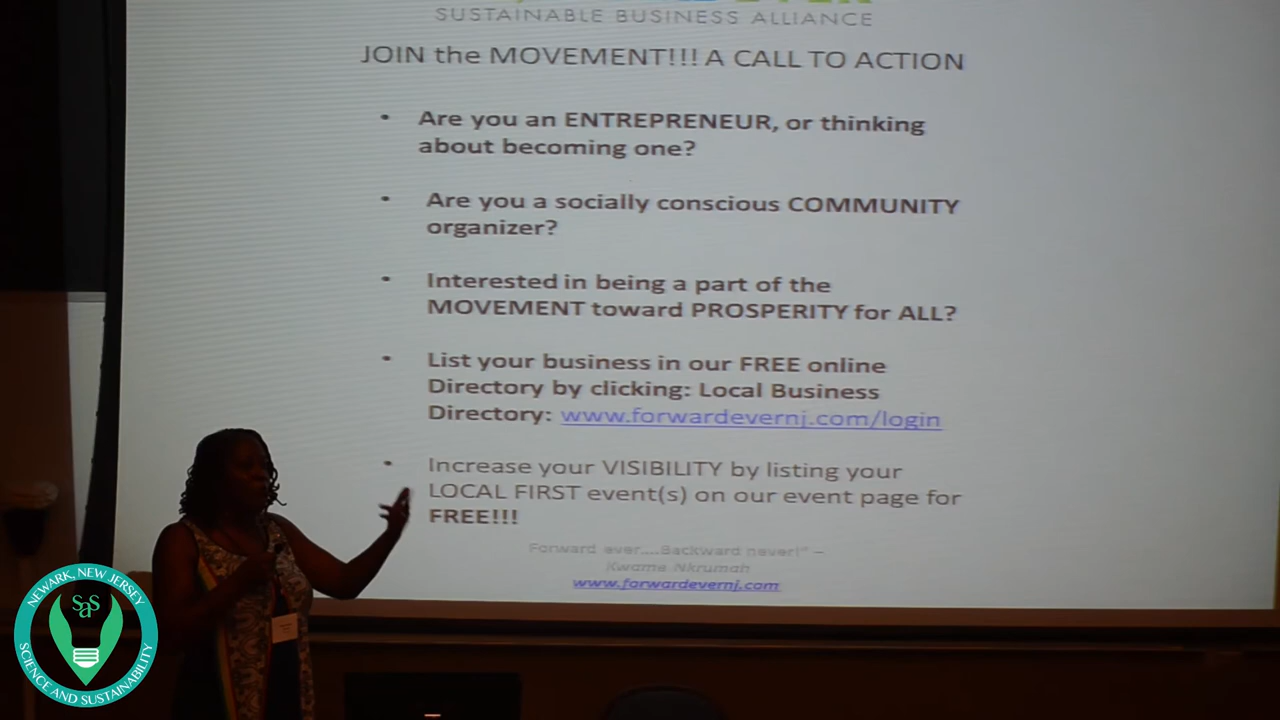 SUSTAINABLE BUSINESS ALLIANCE
JOIN the MOVEMENT!!! A CALL TO ACTION
• Are you an ENTREPRENEUR, or thinking
about becoming one?
• Are you a socially conscious COMMUNITY
organizer?
• Interested in being a part of the
MOVEMENT toward PROSPERITY for ALL?
• List your business in our FREE online
Directory by clicking: Local Business
Directory: www.forwardevernj.com/login
• Increase your VISIBILITY by listing your
LOCAL FIRST event(s) on our event page for
FREE!!!
Forward ever....Backward never!" –
Kwame Nkrumah
www.forwardevernj.com
NEWARK, NEW JERSEY
SaS
SCIENCE AND SUSTAINABILITY